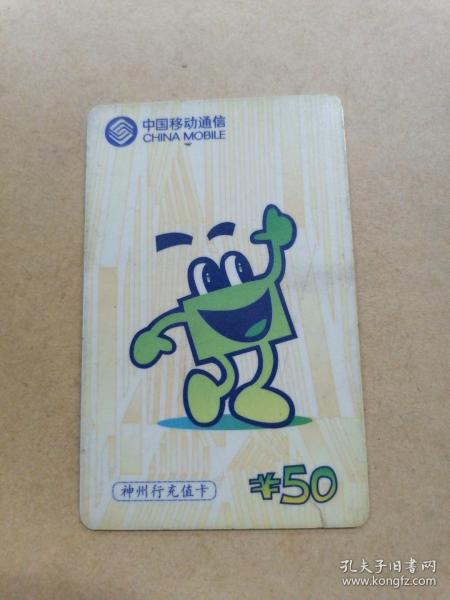 中国移动通信
CHINA MOBILE
神州行充值卡
¥50
孔夫子旧书网
www.kongfz.com